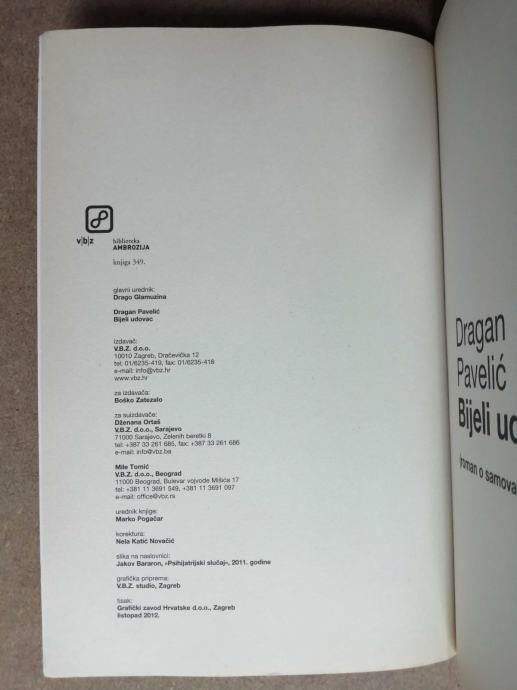 v|b|z
biblioteka
AMBROZIJA
knjiga 349.
glavni urednik:
Drago Glamuzina
Dragan Pavelić
Bijeli udovac
izdavač:
V.B.Z. d.o.o.
10010 Zagreb, Dračevička 12
tel: 01/6235-419, fax: 01/6235-418
e-mail: info@vbz.hr
www.vbz.hr
za izdavača:
Boško Zatezalo
za suizdavače:
Dženana Ortaš
V.B.Z. d.o.o., Sarajevo
71000 Sarajevo, Zelenih beretki 8
tel: +387 33 261 685, fax: +387 33 261 686
e-mail: info@vbz.ba
Mile Tomić
V.B.Z. d.o.o., Beograd
11000 Beograd, Bulevar vojvode Mišića 17
tel: +381 11 3691 549, +381 11 3691 097
e-mail: office@vbz.rs
urednik knjige:
Marko Pogačar
korektura:
Nela Katić Novačić
slika na naslovnici:
Jakov Bararon, »Psihijatrijski slučaj«, 2011. godine
grafička priprema:
V.B.Z. studio, Zagreb
tisak:
Grafički zavod Hrvatske d.o.o., Zagreb
listopad 2012.
Dragan
Pavelić
Bijeli ud
(roman o samova